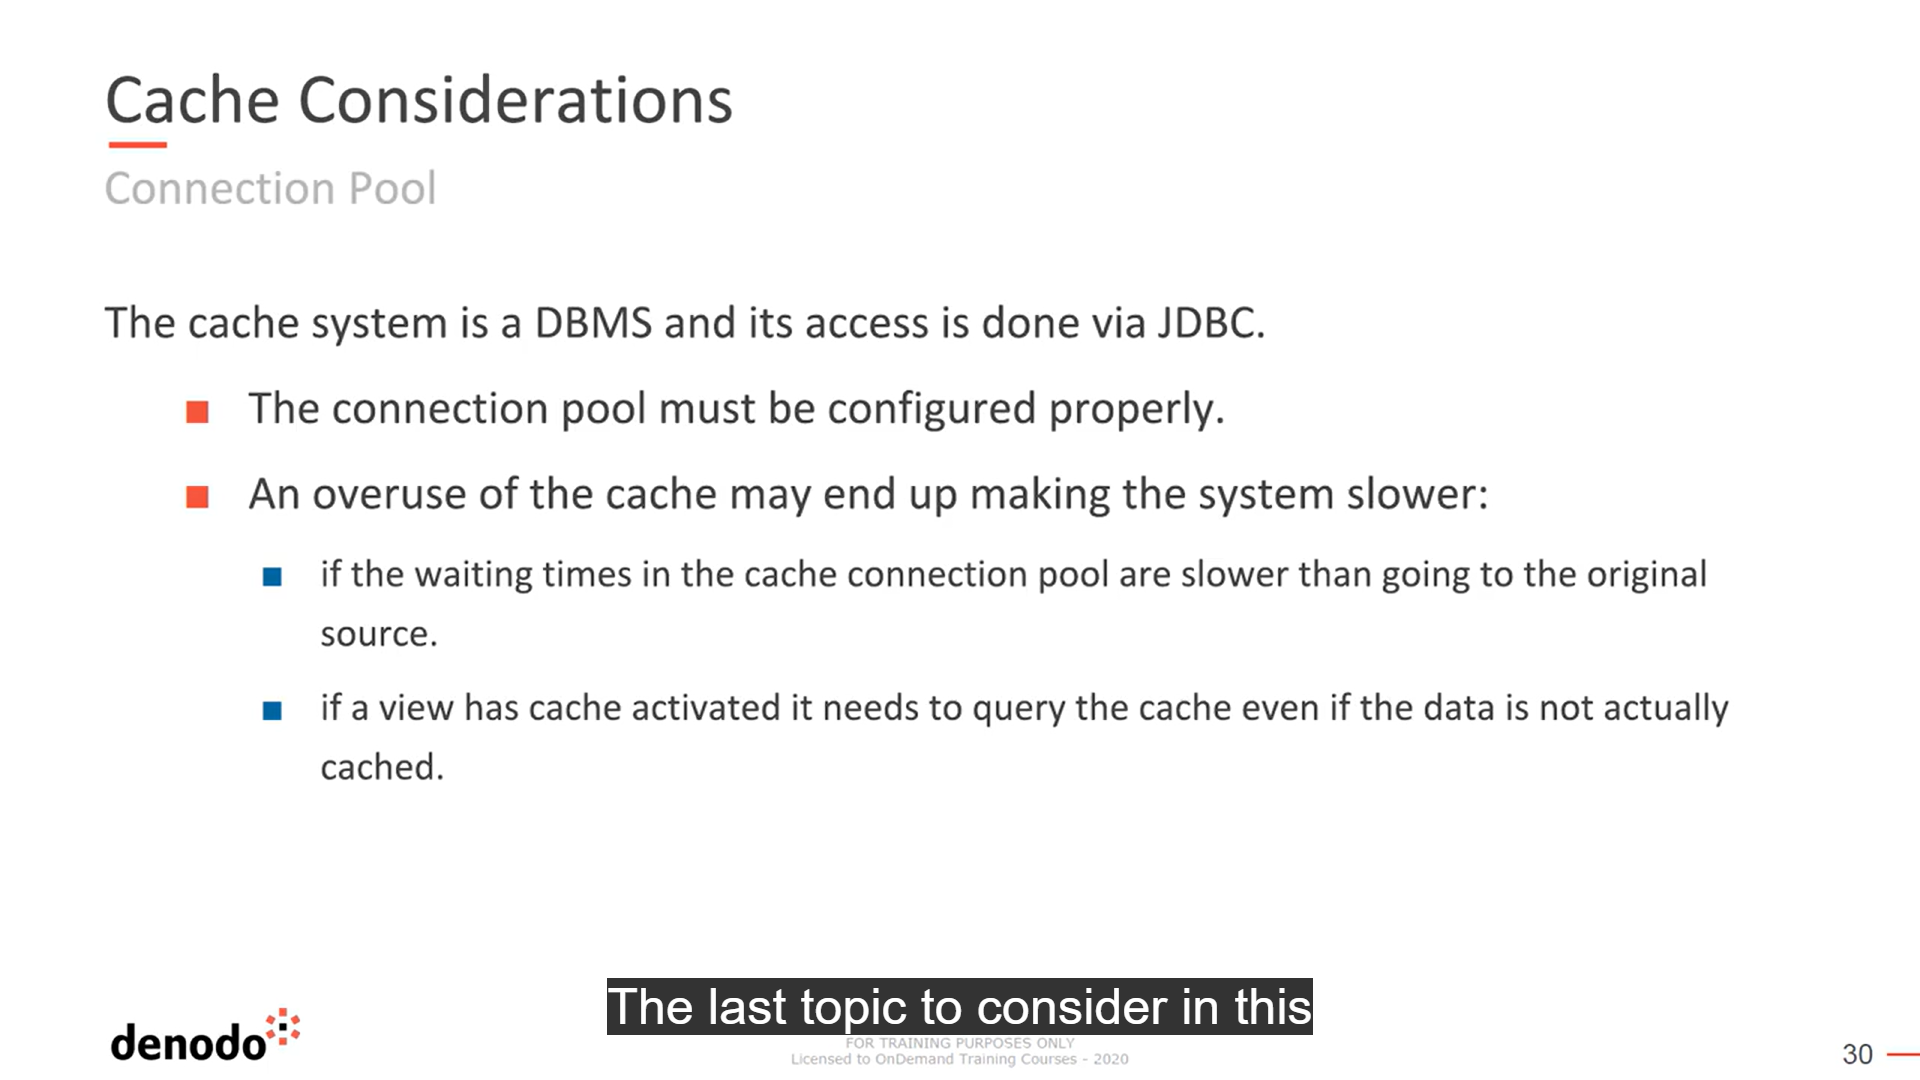 Cache Considerations
Connection Pool
The cache system is a DBMS and its access is done via JDBC.
The connection pool must be configured properly.
An overuse of the cache may end up making the system slower:
if the waiting times in the cache connection pool are slower than going to the original
source.
if a view has cache activated it needs to query the cache even if the data is not actually
cached.
The last topic to consider in this
denodo
FOR TRAINING PURPOSES ONLY
Licensed to OnDemand Training Courses - 2020
30